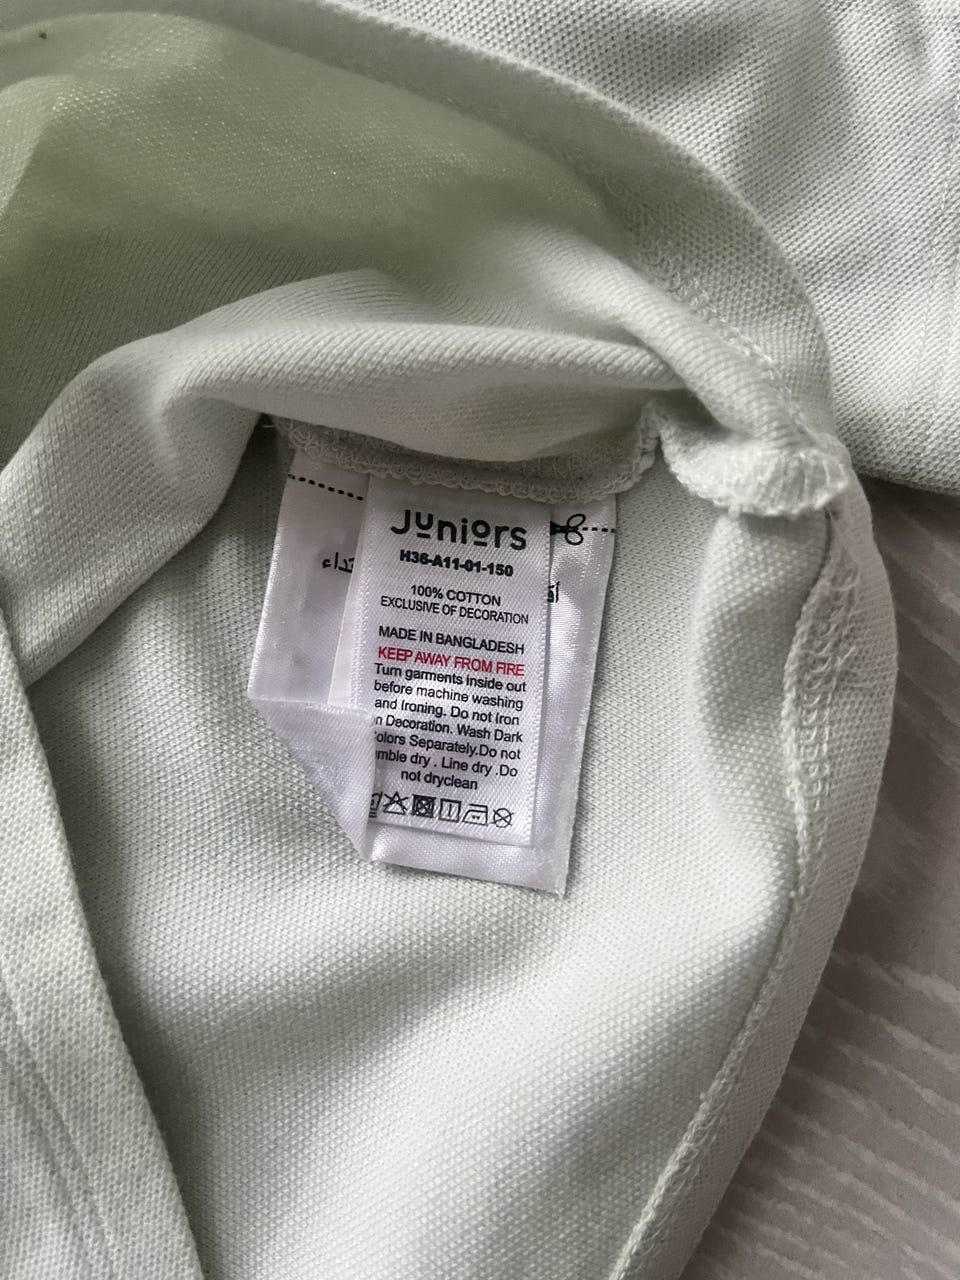 Juniors
H36-A11-01-150
100% COTTON
EXCLUSIVE OF DECORATION
MADE IN BANGLADESH
KEEP AWAY FROM FIRE
Turn garments inside out
before machine washing
and Ironing. Do not Iron
n Decoration. Wash Dark
olors Separately.Do not
mble dry . Line dry .Do
not dryclean